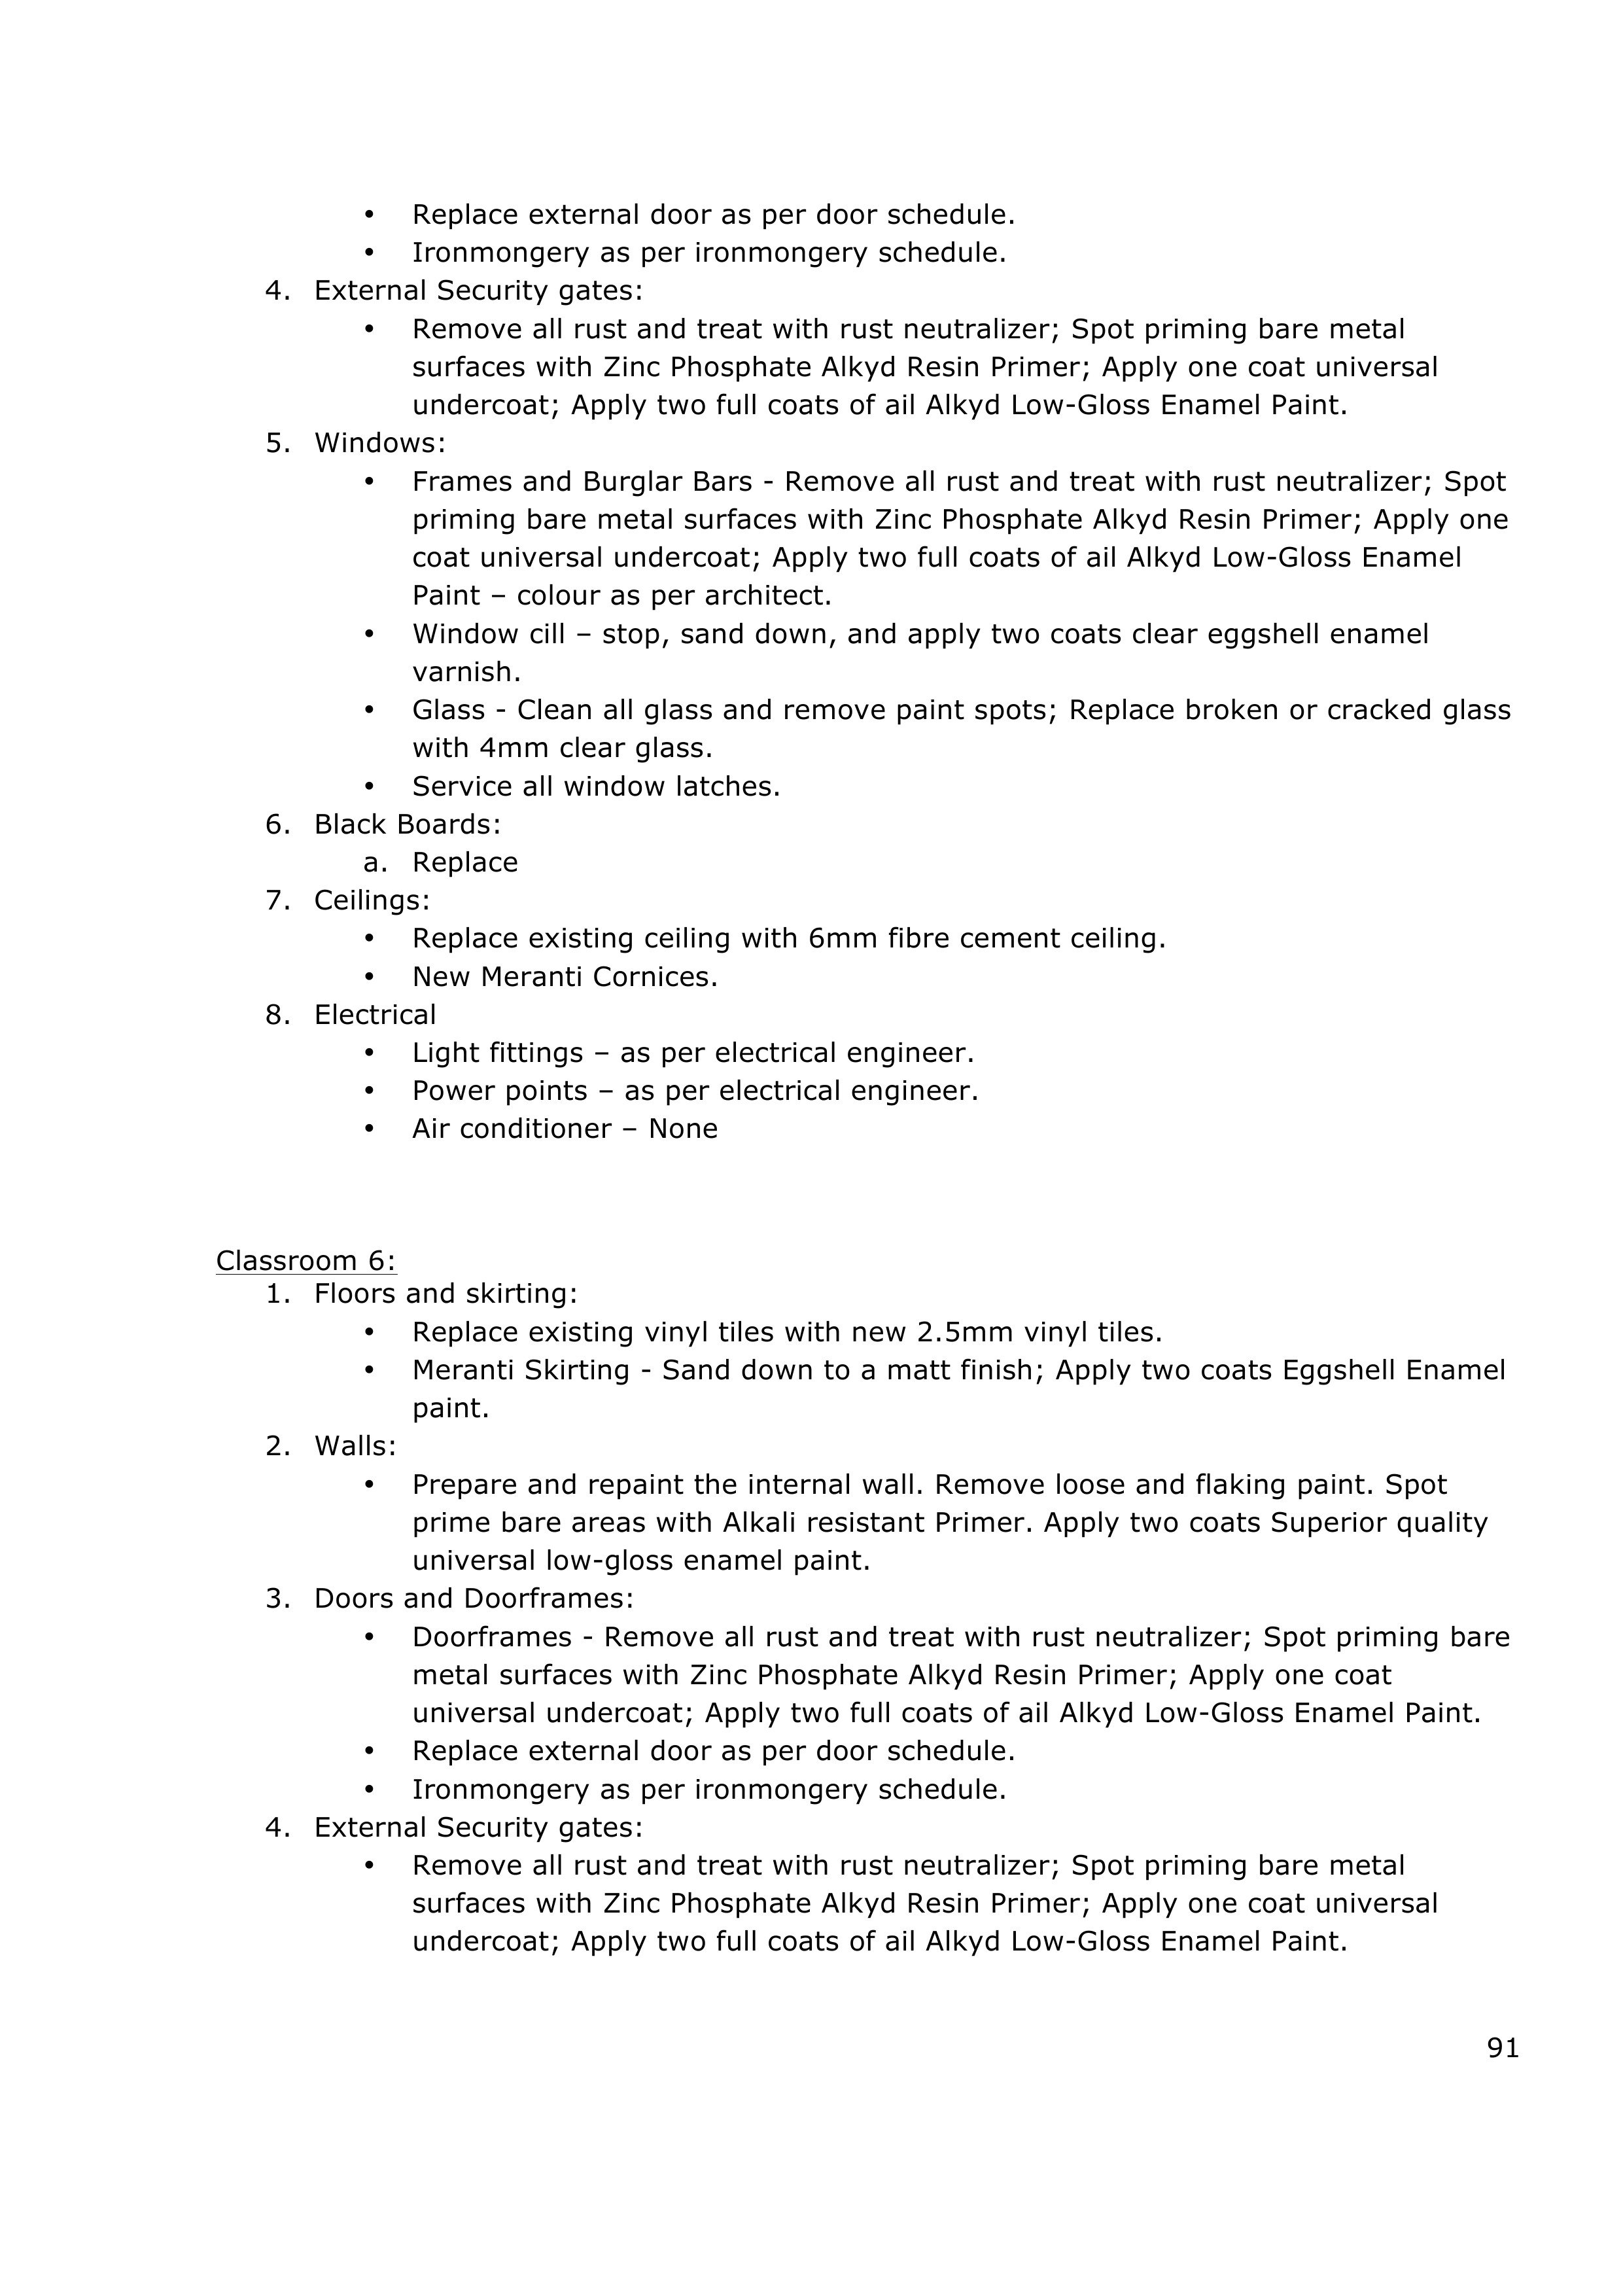 • Replace external door as per door schedule.
• Ironmongery as per ironmongery schedule.
4. External Security gates:
• Remove all rust and treat with rust neutralizer; Spot priming bare metal
surfaces with Zinc Phosphate Alkyd Resin Primer; Apply one coat universal
undercoat; Apply two full coats of ail Alkyd Low-Gloss Enamel Paint.
5. Windows:
• Frames and Burglar Bars - Remove all rust and treat with rust neutralizer; Spot
priming bare metal surfaces with Zinc Phosphate Alkyd Resin Primer; Apply one
coat universal undercoat; Apply two full coats of ail Alkyd Low-Gloss Enamel
Paint – colour as per architect.
• Window cill – stop, sand down, and apply two coats clear eggshell enamel
varnish.
• Glass - Clean all glass and remove paint spots; Replace broken or cracked glass
with 4mm clear glass.
• Service all window latches.
6. Black Boards:
a. Replace
7. Ceilings:
• Replace existing ceiling with 6mm fibre cement ceiling.
• New Meranti Cornices.
8. Electrical
• Light fittings – as per electrical engineer.
• Power points – as per electrical engineer.
• Air conditioner – None
Classroom 6:
1. Floors and skirting:
• Replace existing vinyl tiles with new 2.5mm vinyl tiles.
• Meranti Skirting - Sand down to a matt finish; Apply two coats Eggshell Enamel
paint.
2. Walls:
• Prepare and repaint the internal wall. Remove loose and flaking paint. Spot
prime bare areas with Alkali resistant Primer. Apply two coats Superior quality
universal low-gloss enamel paint.
3. Doors and Doorframes:
• Doorframes - Remove all rust and treat with rust neutralizer; Spot priming bare
metal surfaces with Zinc Phosphate Alkyd Resin Primer; Apply one coat
universal undercoat; Apply two full coats of ail Alkyd Low-Gloss Enamel Paint.
• Replace external door as per door schedule.
• Ironmongery as per ironmongery schedule.
4. External Security gates:
• Remove all rust and treat with rust neutralizer; Spot priming bare metal
surfaces with Zinc Phosphate Alkyd Resin Primer; Apply one coat universal
undercoat; Apply two full coats of ail Alkyd Low-Gloss Enamel Paint.
91